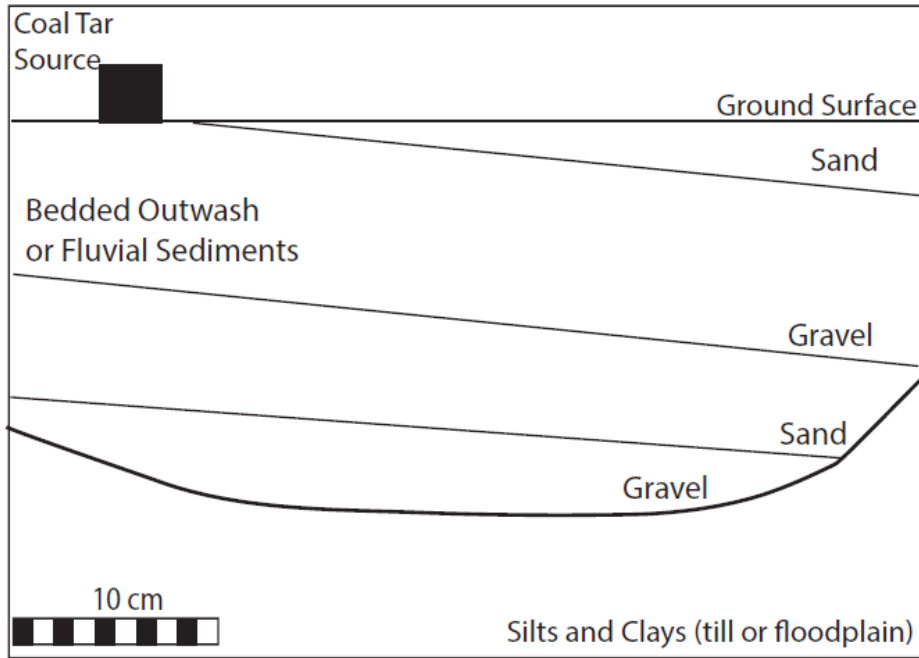 Coal Tar
Source
Ground Surface
Sand
Bedded Outwash
or Fluvial Sediments
Gravel
Sand
Gravel
10 cm
Silts and Clays (till or floodplain)